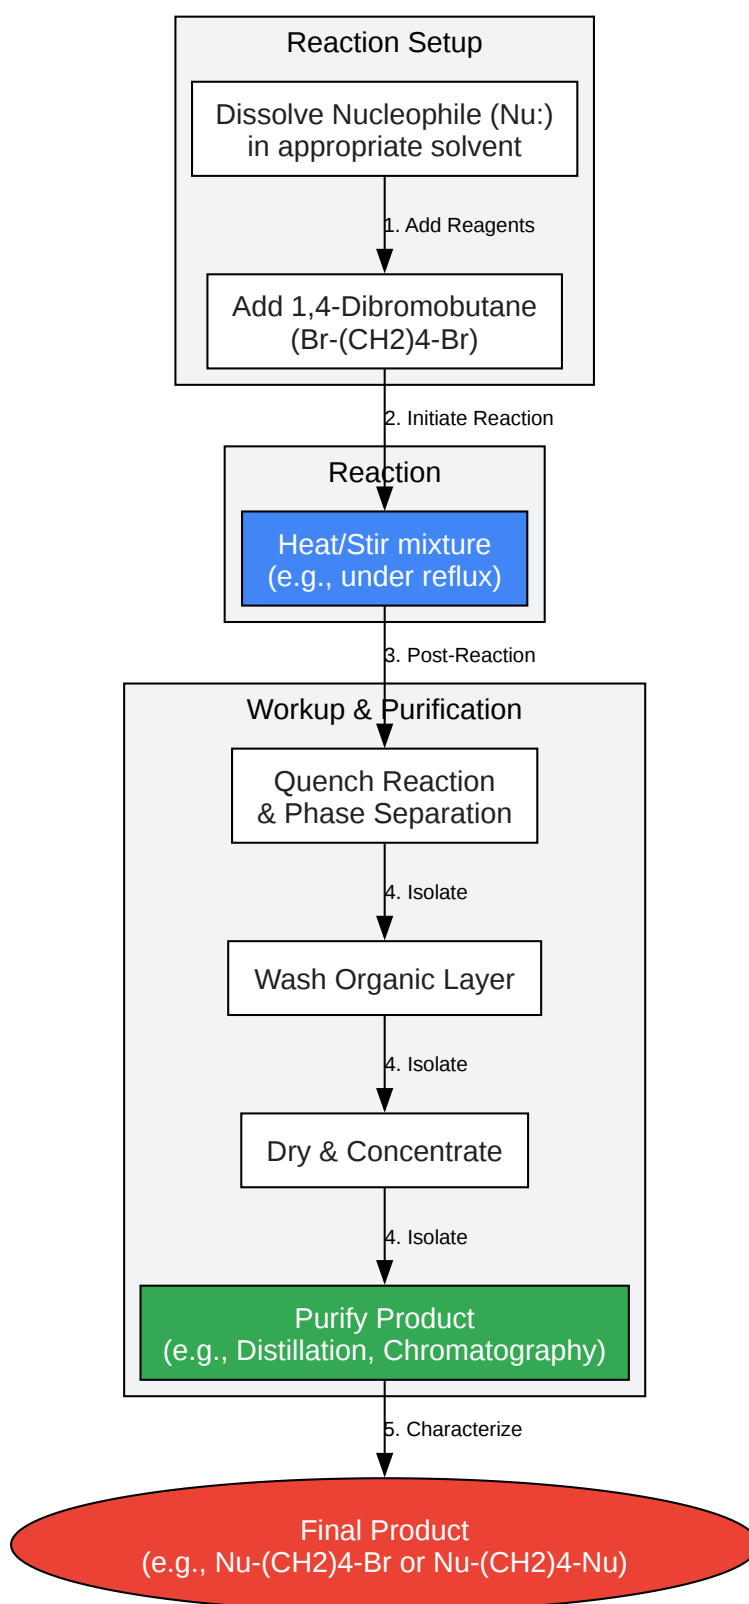 Reaction Setup
Dissolve Nucleophile (Nu:)
in appropriate solvent
1. Add Reagents
Add 1,4-Dibromobutane
(Br-(CH2)4-Br)
2. Initiate Reaction
Reaction
Heat/Stir mixture
(e.g., under reflux)
3. Post-Reaction
Workup & Purification
Quench Reaction
& Phase Separation
4. Isolate
Wash Organic Layer
4. Isolate
Dry & Concentrate
4. Isolate
Purify Product
(e.g., Distillation, Chromatography)
5. Characterize
Final Product
(e.g., Nu-(CH2)4-Br or Nu-(CH2)4-Nu)